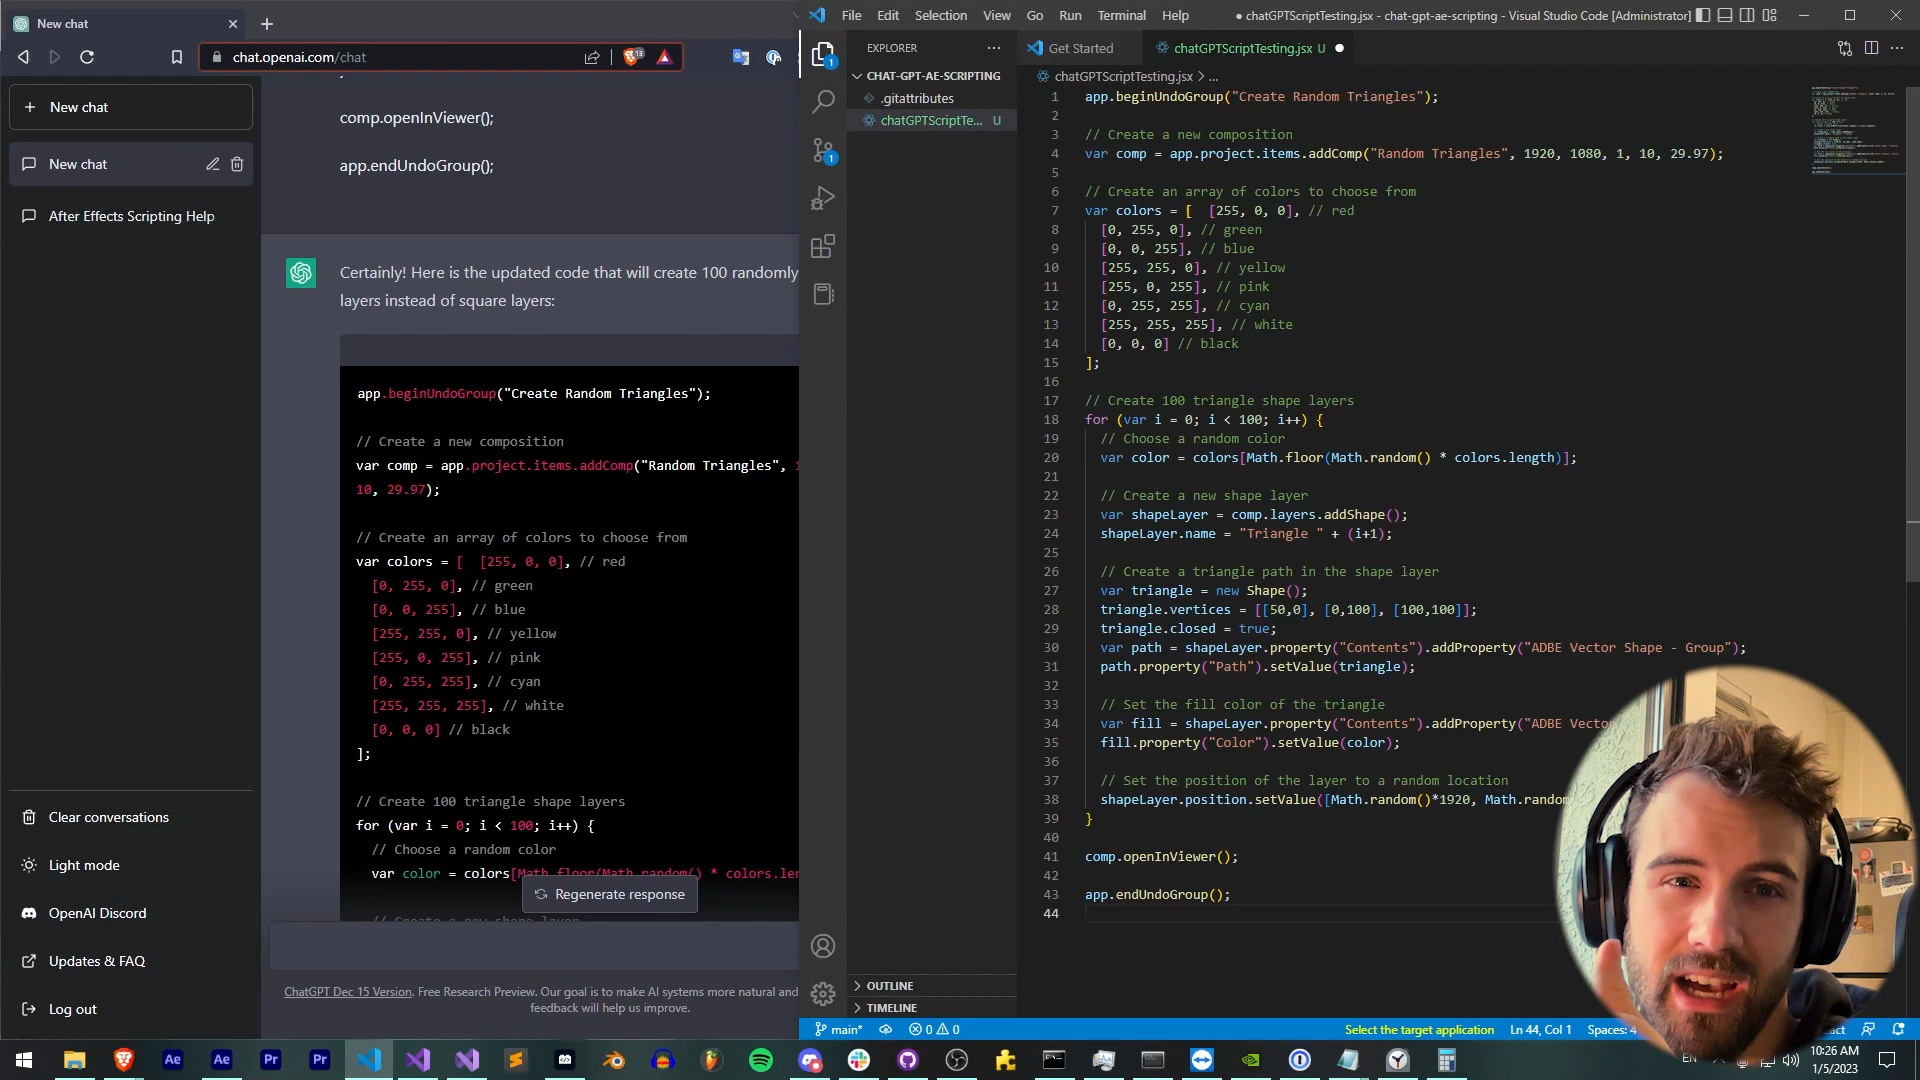 New chat
chat.openai.com/chat
13
New chat
New chat
After Effects Scripting Help
Clear conversations
Light mode
OpenAI Discord
Updates & FAQ
Log out
comp.openInViewer();
app.endUndoGroup();
Certainly! Here is the updated code that will create 100 randomly
layers instead of square layers:
app.beginUndoGroup("Create Random Triangles");
// Create a new composition
var comp = app.project.items.addComp("Random Triangles", 1
10, 29.97);
// Create an array of colors to choose from
var colors = [  [255, 0, 0], // red
[0, 255, 0], // green
[0, 0, 255], // blue
[255, 255, 0], // yellow
[255, 0, 255], // pink
[0, 255, 255], // cyan
[255, 255, 255], // white
[0, 0, 0] // black
];
// Create 100 triangle shape layers
for (var i = 0; i < 100; i++) {
// Choose a random color
var color = colors[Math.floor(Math.random() * colors.len
// Create a new shape layer
Regenerate response
ChatGPT Dec 15 Version. Free Research Preview. Our goal is to make AI systems more natural and
feedback will help us improve.
File Edit Selection View Go Run Terminal Help
● chatGPTScriptTesting.jsx - chat-gpt-ae-scripting - Visual Studio Code [Administrator]
EXPLORER
CHAT-GPT-AE-SCRIPTING
.gitattributes
chatGPTScriptTe... U
1
1
OUTLINE
TIMELINE
Get Started
chatGPTScriptTesting.jsx U
chatGPTScriptTesting.jsx > ...
1 app.beginUndoGroup("Create Random Triangles");
2
3 // Create a new composition
4 var comp = app.project.items.addComp("Random Triangles", 1920, 1080, 1, 10, 29.97);
5
6 // Create an array of colors to choose from
7 var colors = [  [255, 0, 0], // red
8 [0, 255, 0], // green
9 [0, 0, 255], // blue
10 [255, 255, 0], // yellow
11 [255, 0, 255], // pink
12 [0, 255, 255], // cyan
13 [255, 255, 255], // white
14 [0, 0, 0] // black
15 ];
16
17 // Create 100 triangle shape layers
18 for (var i = 0; i < 100; i++) {
19 // Choose a random color
20 var color = colors[Math.floor(Math.random() * colors.length)];
21
22 // Create a new shape layer
23 var shapeLayer = comp.layers.addShape();
24 shapeLayer.name = "Triangle " + (i+1);
25
26 // Create a triangle path in the shape layer
27 var triangle = new Shape();
28 triangle.vertices = [[50,0], [0,100], [100,100]];
29 triangle.closed = true;
30 var path = shapeLayer.property("Contents").addProperty("ADBE Vector Shape - Group");
31 path.property("Path").setValue(triangle);
32
33 // Set the fill color of the triangle
34 var fill = shapeLayer.property("Contents").addProperty("ADBE Vecto
35 fill.property("Color").setValue(color);
36
37 // Set the position of the layer to a random location
38 shapeLayer.position.setValue([Math.random()*1920, Math.random
39 }
40
41 comp.openInViewer();
42
43 app.endUndoGroup();
44
main* 0 0
Select the target application Ln 44, Col 1 Spaces: 4
Ae Ae Pr Pr
EN
10:26 AM
1/5/2023